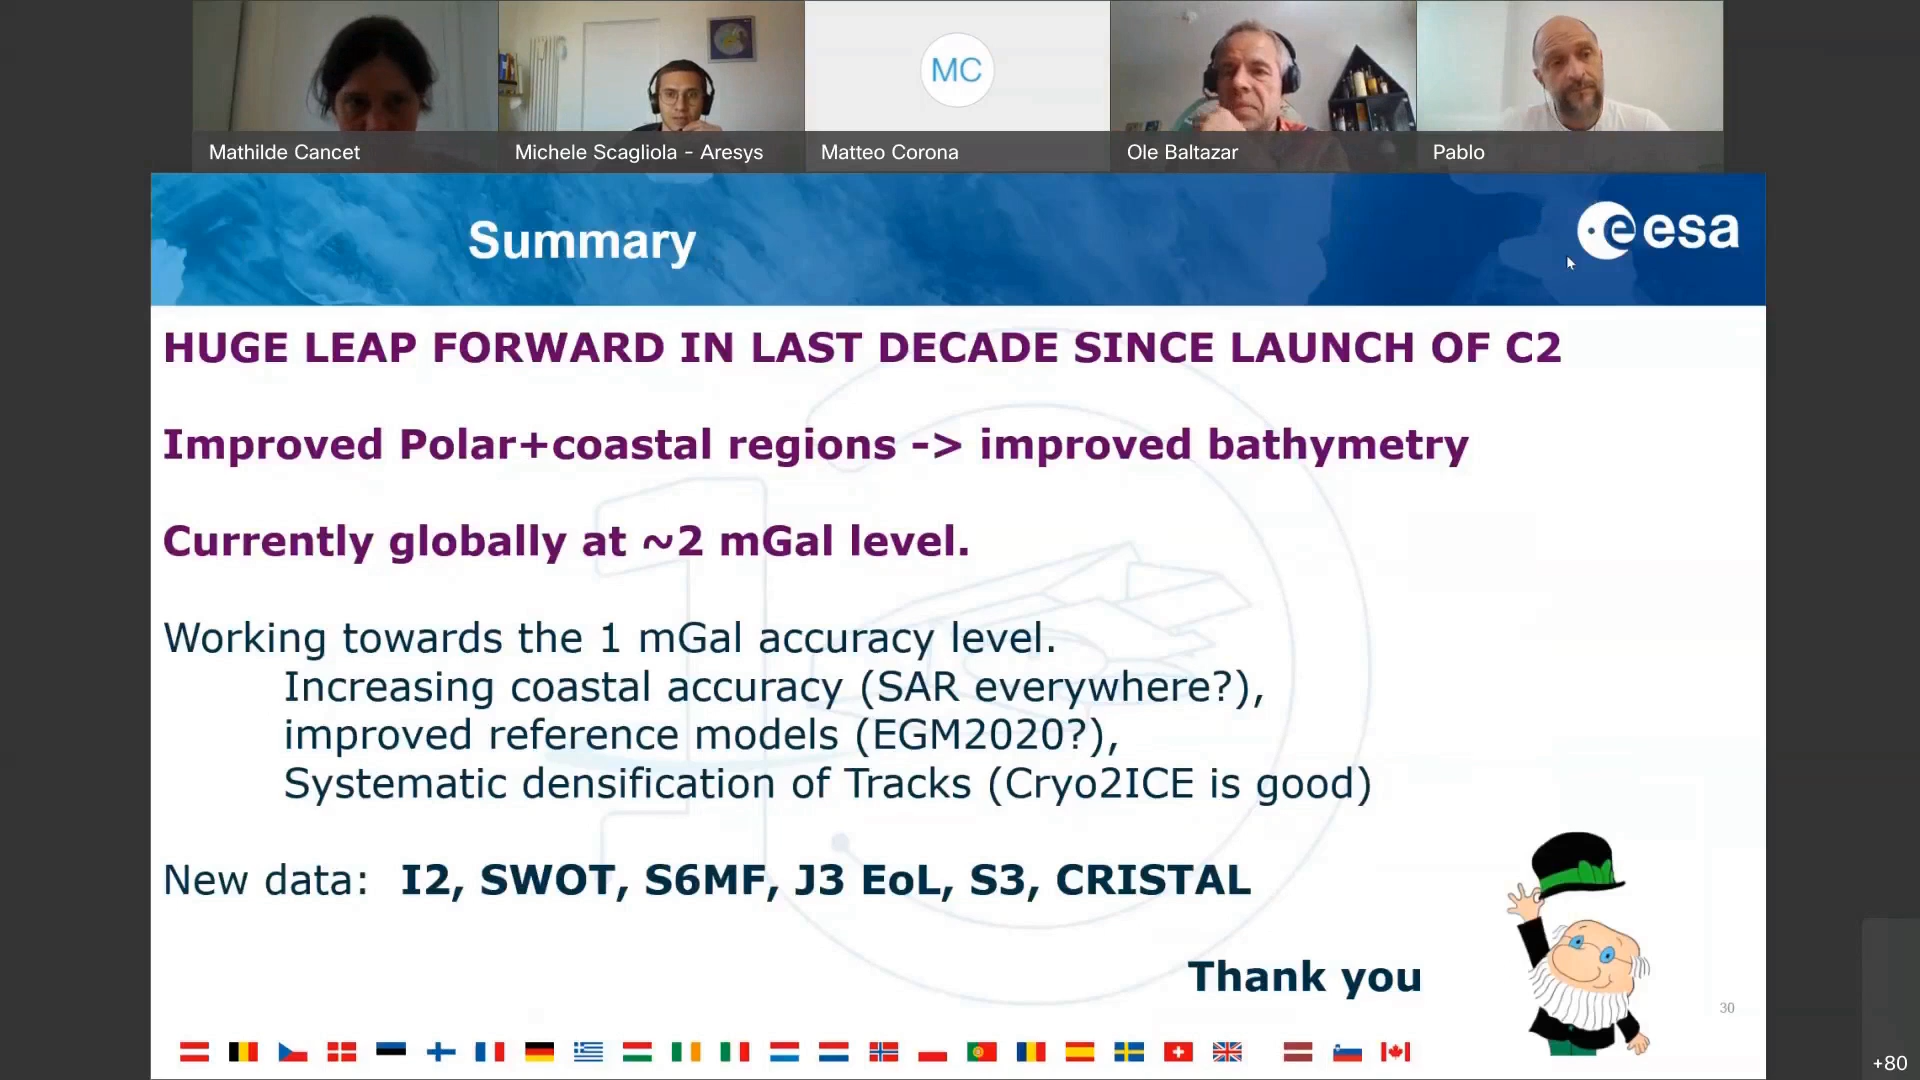 MC
Mathilde Cancet
Michele Scagliola - Aresys
Matteo Corona
Ole Baltazar
Pablo
Summary
esa
HUGE LEAP FORWARD IN LAST DECADE SINCE LAUNCH OF C2
Improved Polar+coastal regions -> improved bathymetry
Currently globally at ~2 mGal level.
Working towards the 1 mGal accuracy level.
Increasing coastal accuracy (SAR everywhere?),
improved reference models (EGM2020?),
Systematic densification of Tracks (Cryo2ICE is good)
New data: I2, SWOT, S6MF, J3 EoL, S3, CRISTAL
Thank you
30
+80